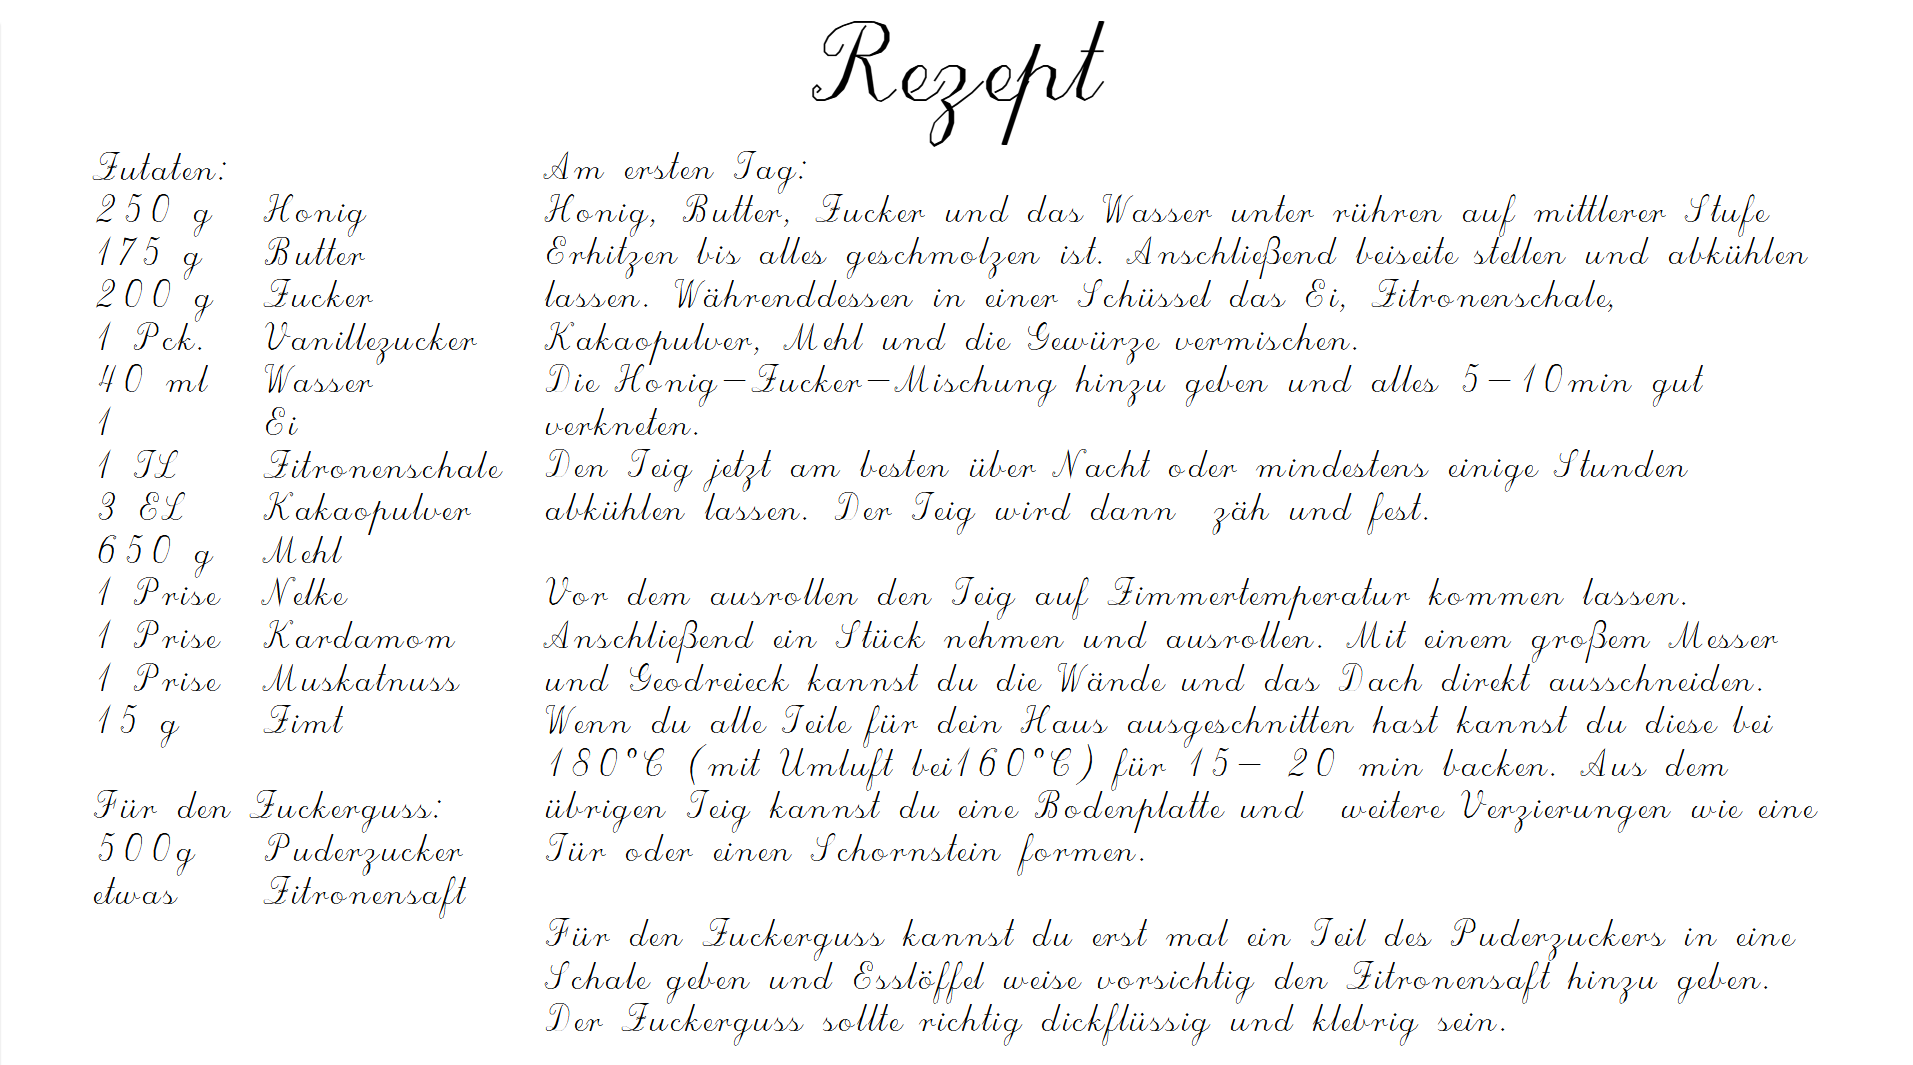 Rezept
Zutaten:
250 g Honig
175 g Butter
200 g Zucker
1 Pck. Vanillezucker
40 ml Wasser
1 Ei
1 TL Zitronenschale
3 EL Kakaopulver
650 g Mehl
1 Prise Nelke
1 Prise Kardamom
1 Prise Muskatnuss
15 g Zimt
Für den Zuckerguss:
500g Puderzucker
etwas Zitronensaft
Am ersten Tag:
Honig, Butter, Zucker und das Wasser unter rühren auf mittlerer Stufe
Erhitzen bis alles geschmolzen ist. Anschließend beiseite stellen und abkühlen
lassen. Währenddessen in einer Schüssel das Ei, Zitronenschale,
Kakaopulver, Mehl und die Gewürze vermischen.
Die Honig-Zucker-Mischung hinzu geben und alles 5-10min gut
verkneten.
Den Teig jetzt am besten über Nacht oder mindestens einige Stunden
abkühlen lassen. Der Teig wird dann zäh und fest.
Vor dem ausrollen den Teig auf Zimmertemperatur kommen lassen.
Anschließend ein Stück nehmen und ausrollen. Mit einem großem Messer
und Geodreieck kannst du die Wände und das Dach direkt ausschneiden.
Wenn du alle Teile für dein Haus ausgeschnitten hast kannst du diese bei
180°C (mit Umluft bei160°C) für 15- 20 min backen. Aus dem
übrigen Teig kannst du eine Bodenplatte und weitere Verzierungen wie eine
Tür oder einen Schornstein formen.
Für den Zuckerguss kannst du erst mal ein Teil des Puderzuckers in eine
Schale geben und Esslöffel weise vorsichtig den Zitronensaft hinzu geben.
Der Zuckerguss sollte richtig dickflüssig und klebrig sein.